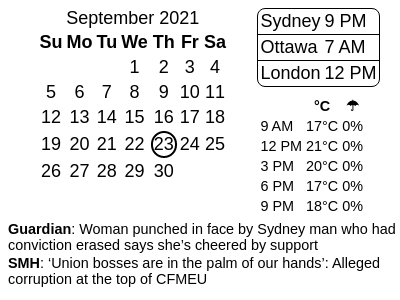 September 2021
Su Mo Tu We Th Fr Sa
1 2 3 4
5 6 7 8 9 10 11
12 13 14 15 16 17 18
19 20 21 22 23 24 25
26 27 28 29 30
Sydney 9 PM
Ottawa 7 AM
London 12 PM
°C ☂
9 AM 17°C 0%
12 PM 21°C 0%
3 PM 20°C 0%
6 PM 17°C 0%
9 PM 18°C 0%
Guardian: Woman punched in face by Sydney man who had
conviction erased says she’s cheered by support
SMH: ‘Union bosses are in the palm of our hands’: Alleged
corruption at the top of CFMEU